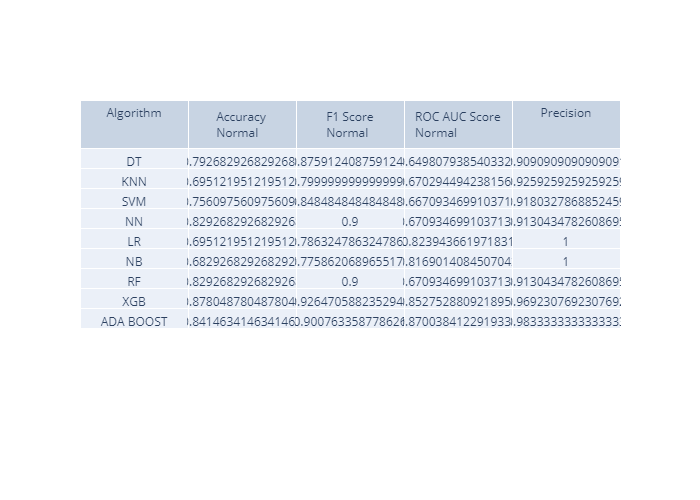 Algorithm Accuracy Normal F1 Score Normal ROC AUC Score Normal Precision
DT .792682926829268 .875912408759124 .649807938540332 .909090909090909
KNN .695121951219512 .799999999999999 .670294494238156 .925925925925925
SVM .756097560975609 .848484848484848 .667093469910371 .918032786885245
NN .829268292682926 0.9 .670934699103713 .913043478260869
LR .695121951219512 .786324786324786 0.823943661971831 1
NB .682926829268292 .775862068965517 .816901408450704 1
RF .829268292682926 0.9 .670934699103713 .913043478260869
XGB .878048780487804 .926470588235294 .852752880921895 .969230769230769
ADA BOOST .841463414634146 0.900763358778626 .870038412291933 .983333333333333